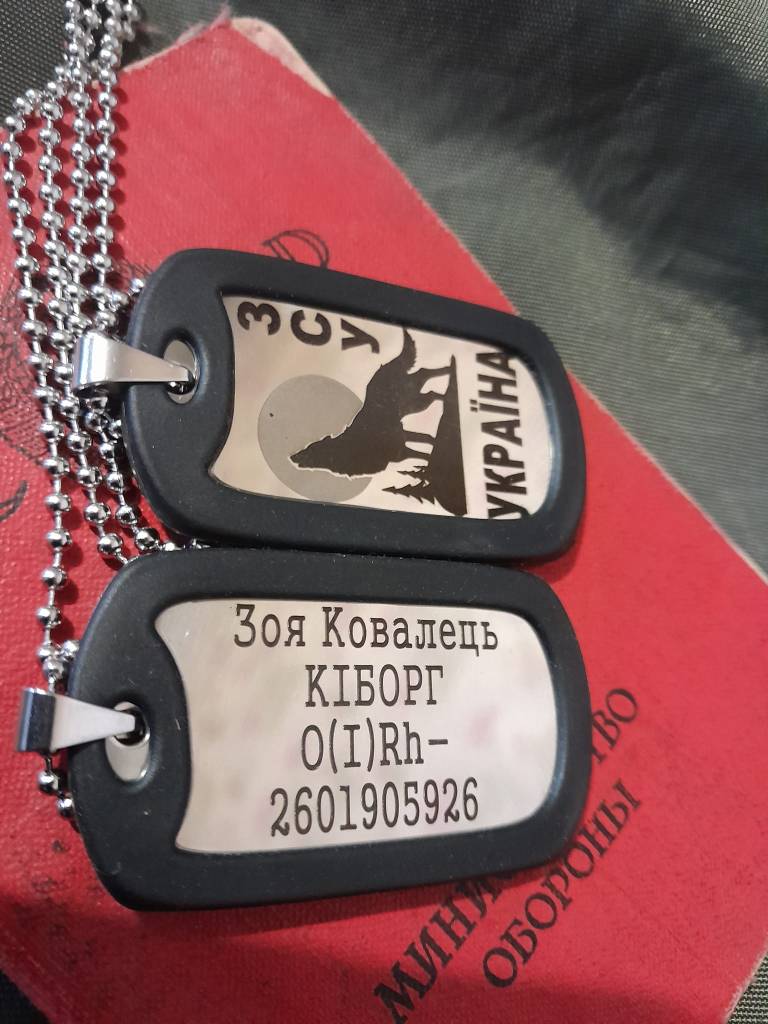 З
С
У
УКРАЇНА
Зоя Ковалець
КІБОРГ
О(І)Rh-
2601905926
ОБОРОНЫ